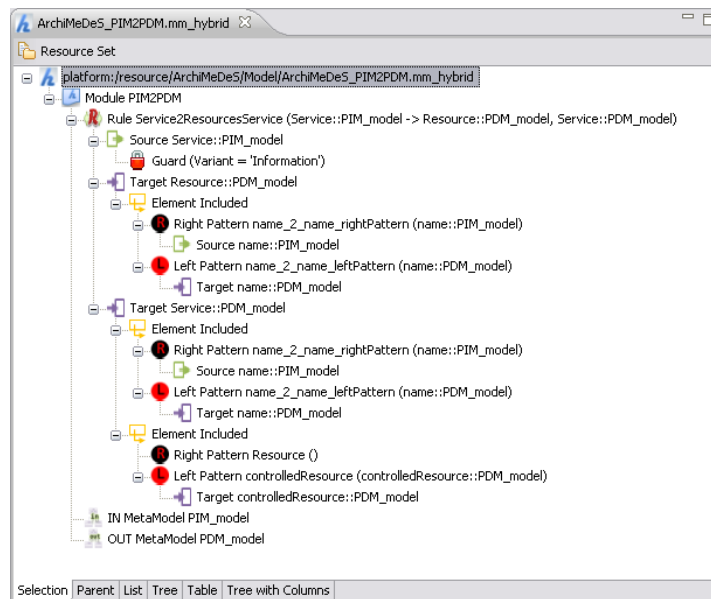 ArchiMeDeS_PIM2PDM.mm_hybrid
Resource Set
platform:/resource/ArchiMeDeS/Model/ArchiMeDeS_PIM2PDM.mm_hybrid
Module PIM2PDM
Rule Service2ResourcesService (Service::PIM_model -> Resource::PDM_model, Service::PDM_model)
Source Service::PIM_model
Guard (Variant = 'Information')
Target Resource::PDM_model
Element Included
R Right Pattern name_2_name_rightPattern (name::PIM_model)
Source name::PIM_model
L Left Pattern name_2_name_leftPattern (name::PDM_model)
Target name::PDM_model
Target Service::PDM_model
Element Included
R Right Pattern name_2_name_rightPattern (name::PIM_model)
Source name::PIM_model
L Left Pattern name_2_name_leftPattern (name::PDM_model)
Target name::PDM_model
Element Included
R Right Pattern Resource ()
L Left Pattern controlledResource (controlledResource::PDM_model)
Target controlledResource::PDM_model
IN MetaModel PIM_model
OUT MetaModel PDM_model
Selection Parent List Tree Table Tree with Columns